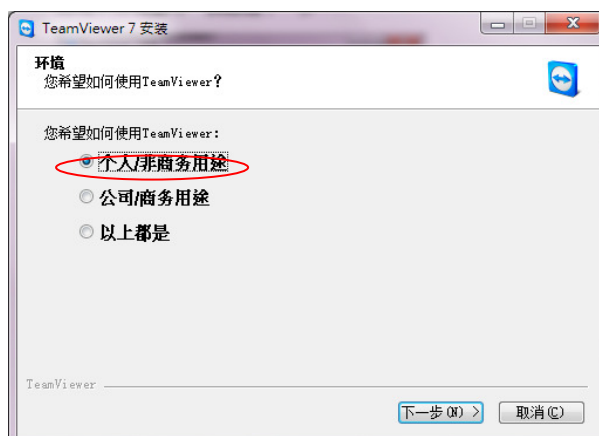 TeamViewer 7 安装
环境
您希望如何使用TeamViewer?
您希望如何使用TeamViewer:
个人/非商务用途
公司/商务用途
以上都是
TeamViewer
下一步(N) >
取消(C)